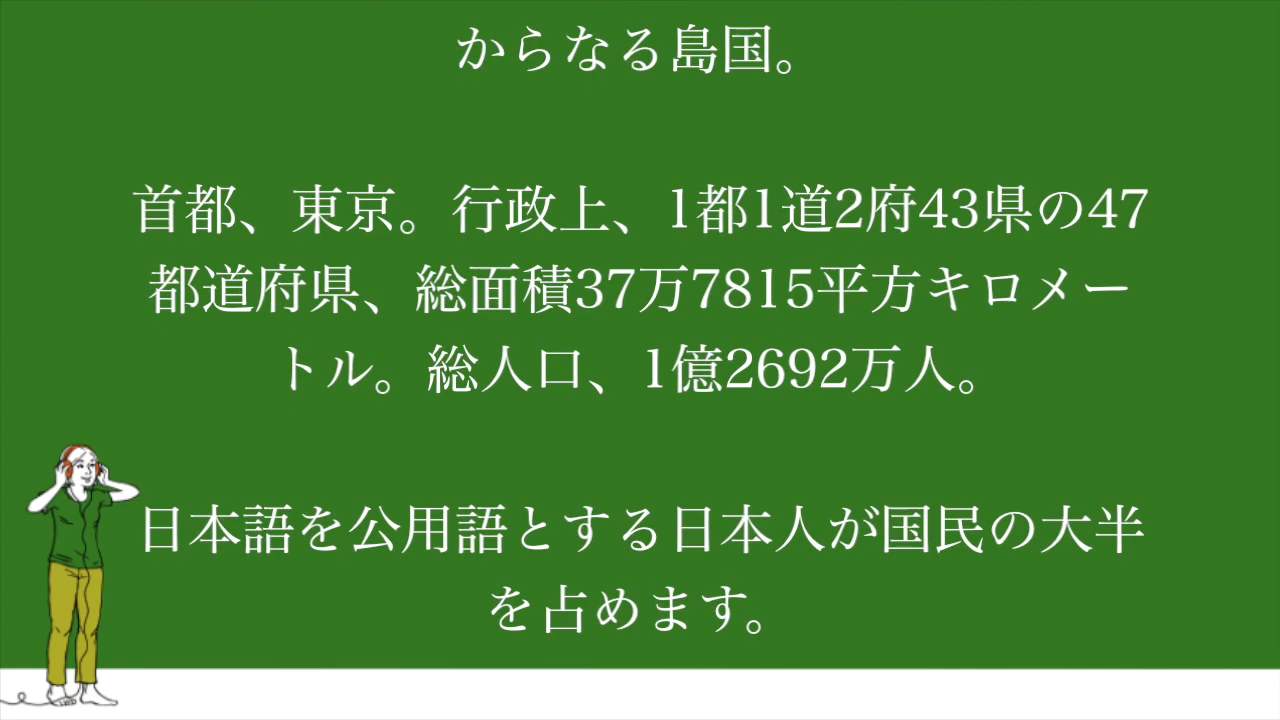 からなる島国。
首都、東京。行政上、1都1道2府43県の47
都道府県、総面積37万7815平方キロメー
トル。総人口、1億2692万人。
日本語を公用語とする日本人が国民の大半
を占めます。